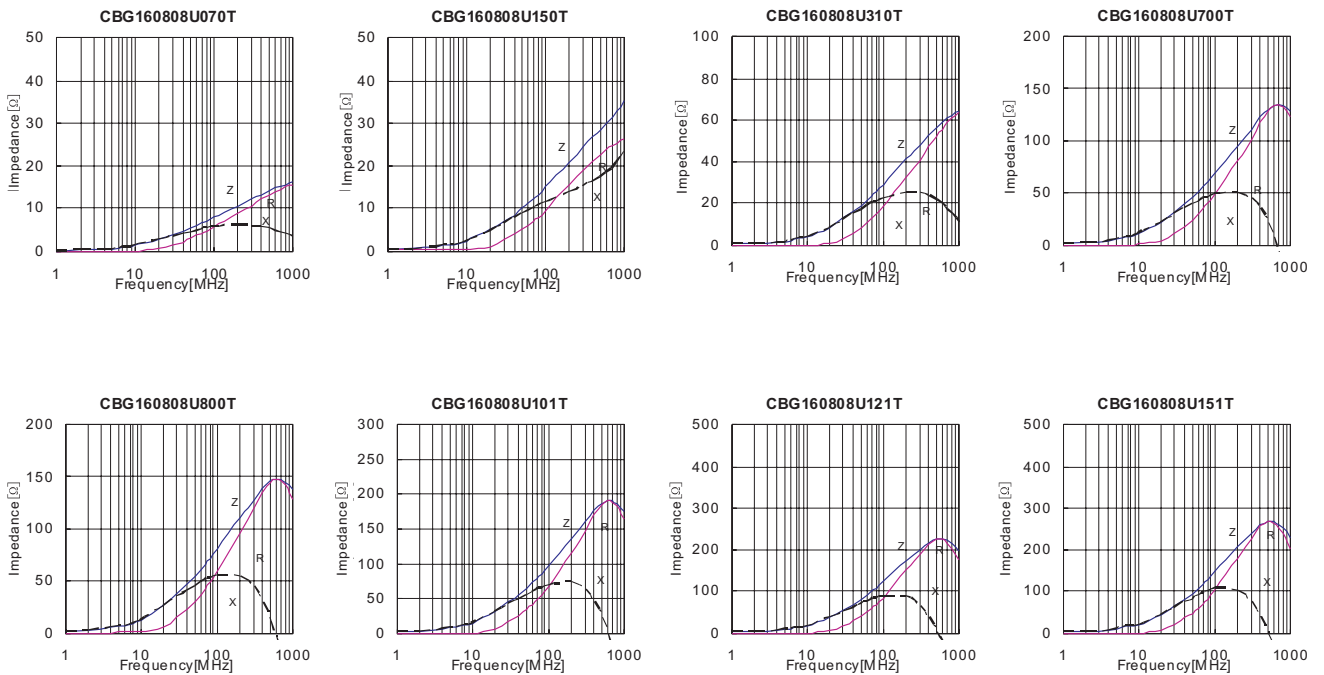 CBG160808U070T
50
40
30
20
10
0
Impedance[Ω]
Z
R
X
1 10 100 1000
Frequency[MHz]
CBG160808U150T
50
40
30
20
10
0
Impedance[Ω]
Z
R
X
1 10 100 1000
Frequency[MHz]
CBG160808U310T
100
80
60
40
20
0
Impedance[Ω]
Z
R
X
1 10 100 1000
Frequency[MHz]
CBG160808U700T
200
150
100
50
0
Impedance[Ω]
Z
R
X
1 10 100 1000
Frequency[MHz]
CBG160808U800T
200
150
100
50
0
Impedance[Ω]
Z
R
X
1 10 100 1000
Frequency[MHz]
CBG160808U101T
300
250
200
150
100
50
0
Impedance[Ω]
Z
R
X
1 10 100 1000
Frequency[MHz]
CBG160808U121T
500
400
300
200
100
0
Impedance[Ω]
Z
R
X
1 10 100 1000
Frequency[MHz]
CBG160808U151T
500
400
300
200
100
0
Impedance[Ω]
Z
R
X
1 10 100 1000
Frequency[MHz]